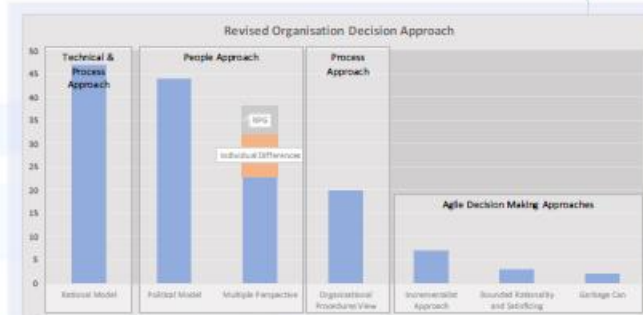 Revised Organisation Decision Approach
50
45
40
35
30
25
20
15
10
5
0
Technical &
Process
Approach
People Approach
Process
Approach
RPG
Individual Differences
Agile Decision Making Approaches
Rational Model
Political Model
Multiple Perspective
Organisational
Procedures View
Incrementalist
Approach
Bounded Rationality
and Satisficing
Garbage Can